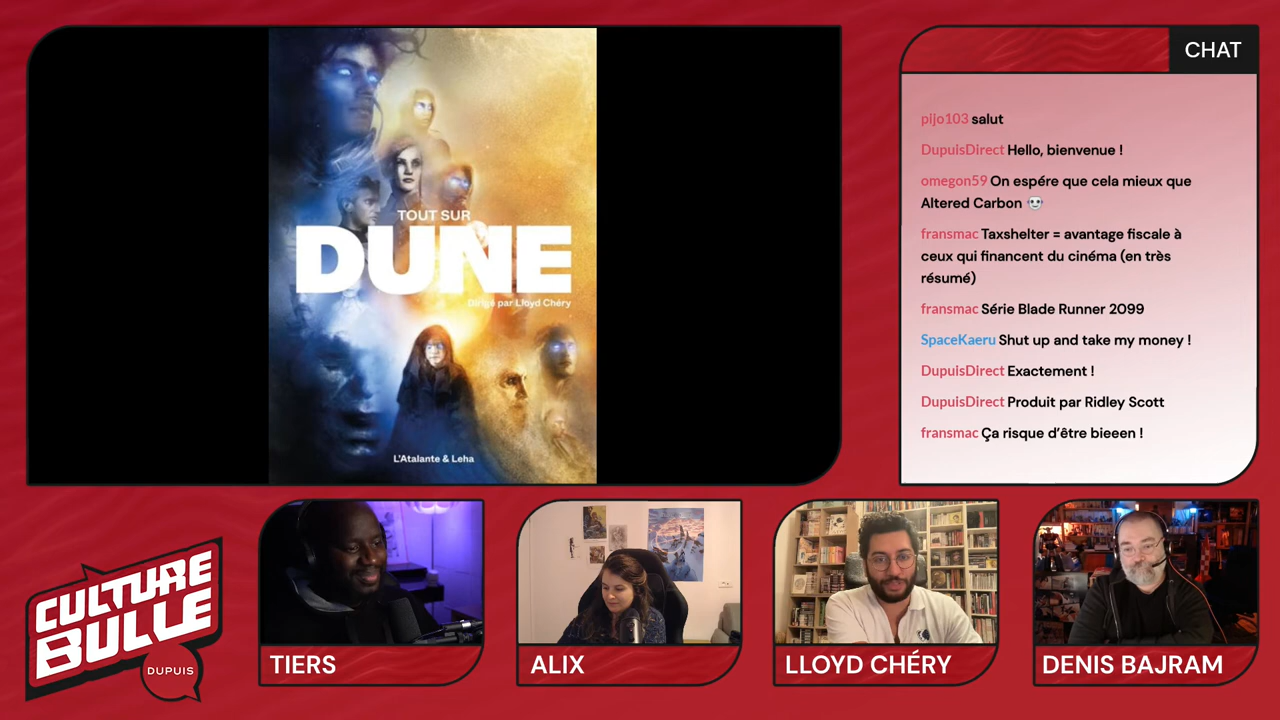 TOUT SUR
DUNE
Dirigé par Lloyd Chéry
L'Atalante & Leha
CHAT
pijo103 salut
DupuisDirect Hello, bienvenue !
omegon59 On espére que cela mieux que
Altered Carbon
fransmac Taxshelter = avantage fiscale à
ceux qui financent du cinéma (en très
résumé)
fransmac Série Blade Runner 2099
SpaceKaeru Shut up and take my money !
DupuisDirect Exactement !
DupuisDirect Produit par Ridley Scott
fransmac Ça risque d'être bieeen !
CULTURE
BULLE
DUPUIS
TIERS
ALIX
LLOYD CHÉRY
DENIS BAJRAM